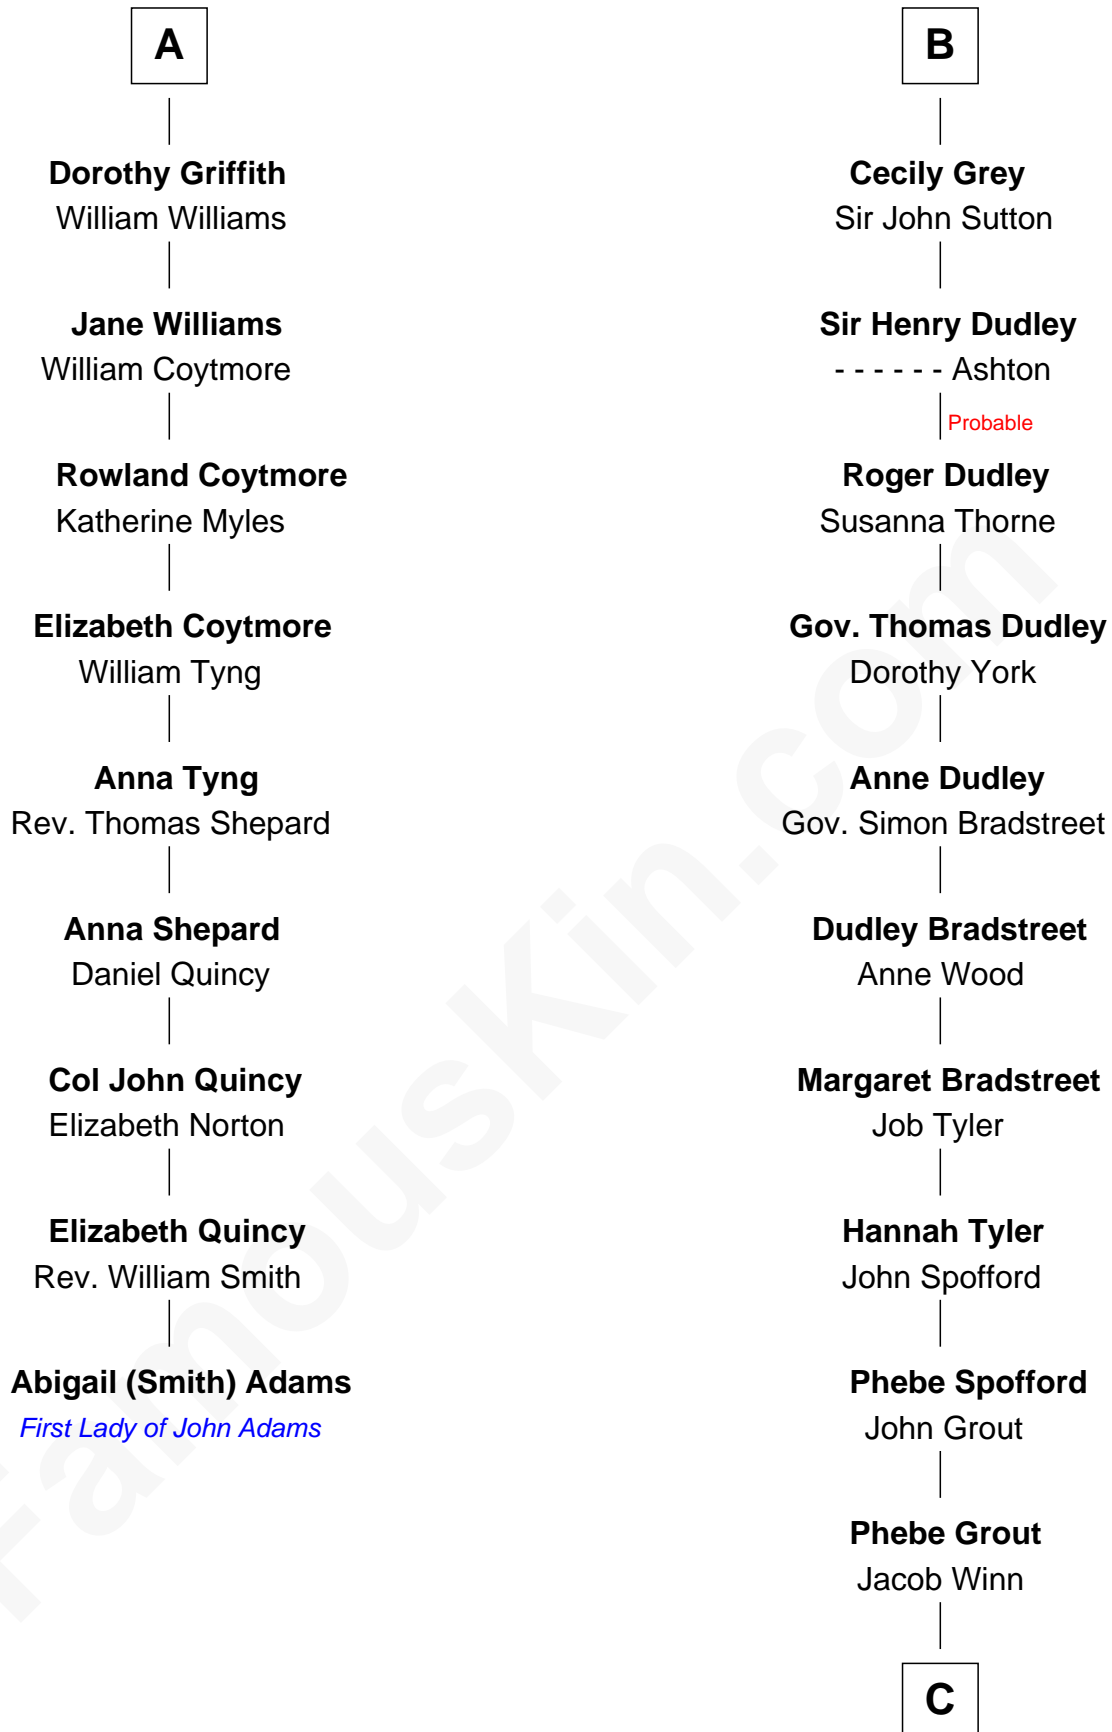 A
Dorothy Griffith
William Williams
Jane Williams
William Coytmore
Rowland Coytmore
Katherine Myles
Elizabeth Coytmore
William Tyng
Anna Tyng
Rev. Thomas Shepard
Anna Shepard
Daniel Quincy
Col John Quincy
Elizabeth Norton
Elizabeth Quincy
Rev. William Smith
Abigail (Smith) Adams
First Lady of John Adams
B
Cecily Grey
Sir John Sutton
Sir Henry Dudley
- - - - - - Ashton
Probable
Roger Dudley
Susanna Thorne
Gov. Thomas Dudley
Dorothy York
Anne Dudley
Gov. Simon Bradstreet
Dudley Bradstreet
Anne Wood
Margaret Bradstreet
Job Tyler
Hannah Tyler
John Spofford
Phebe Spofford
John Grout
Phebe Grout
Jacob Winn
C
FamousKin.com